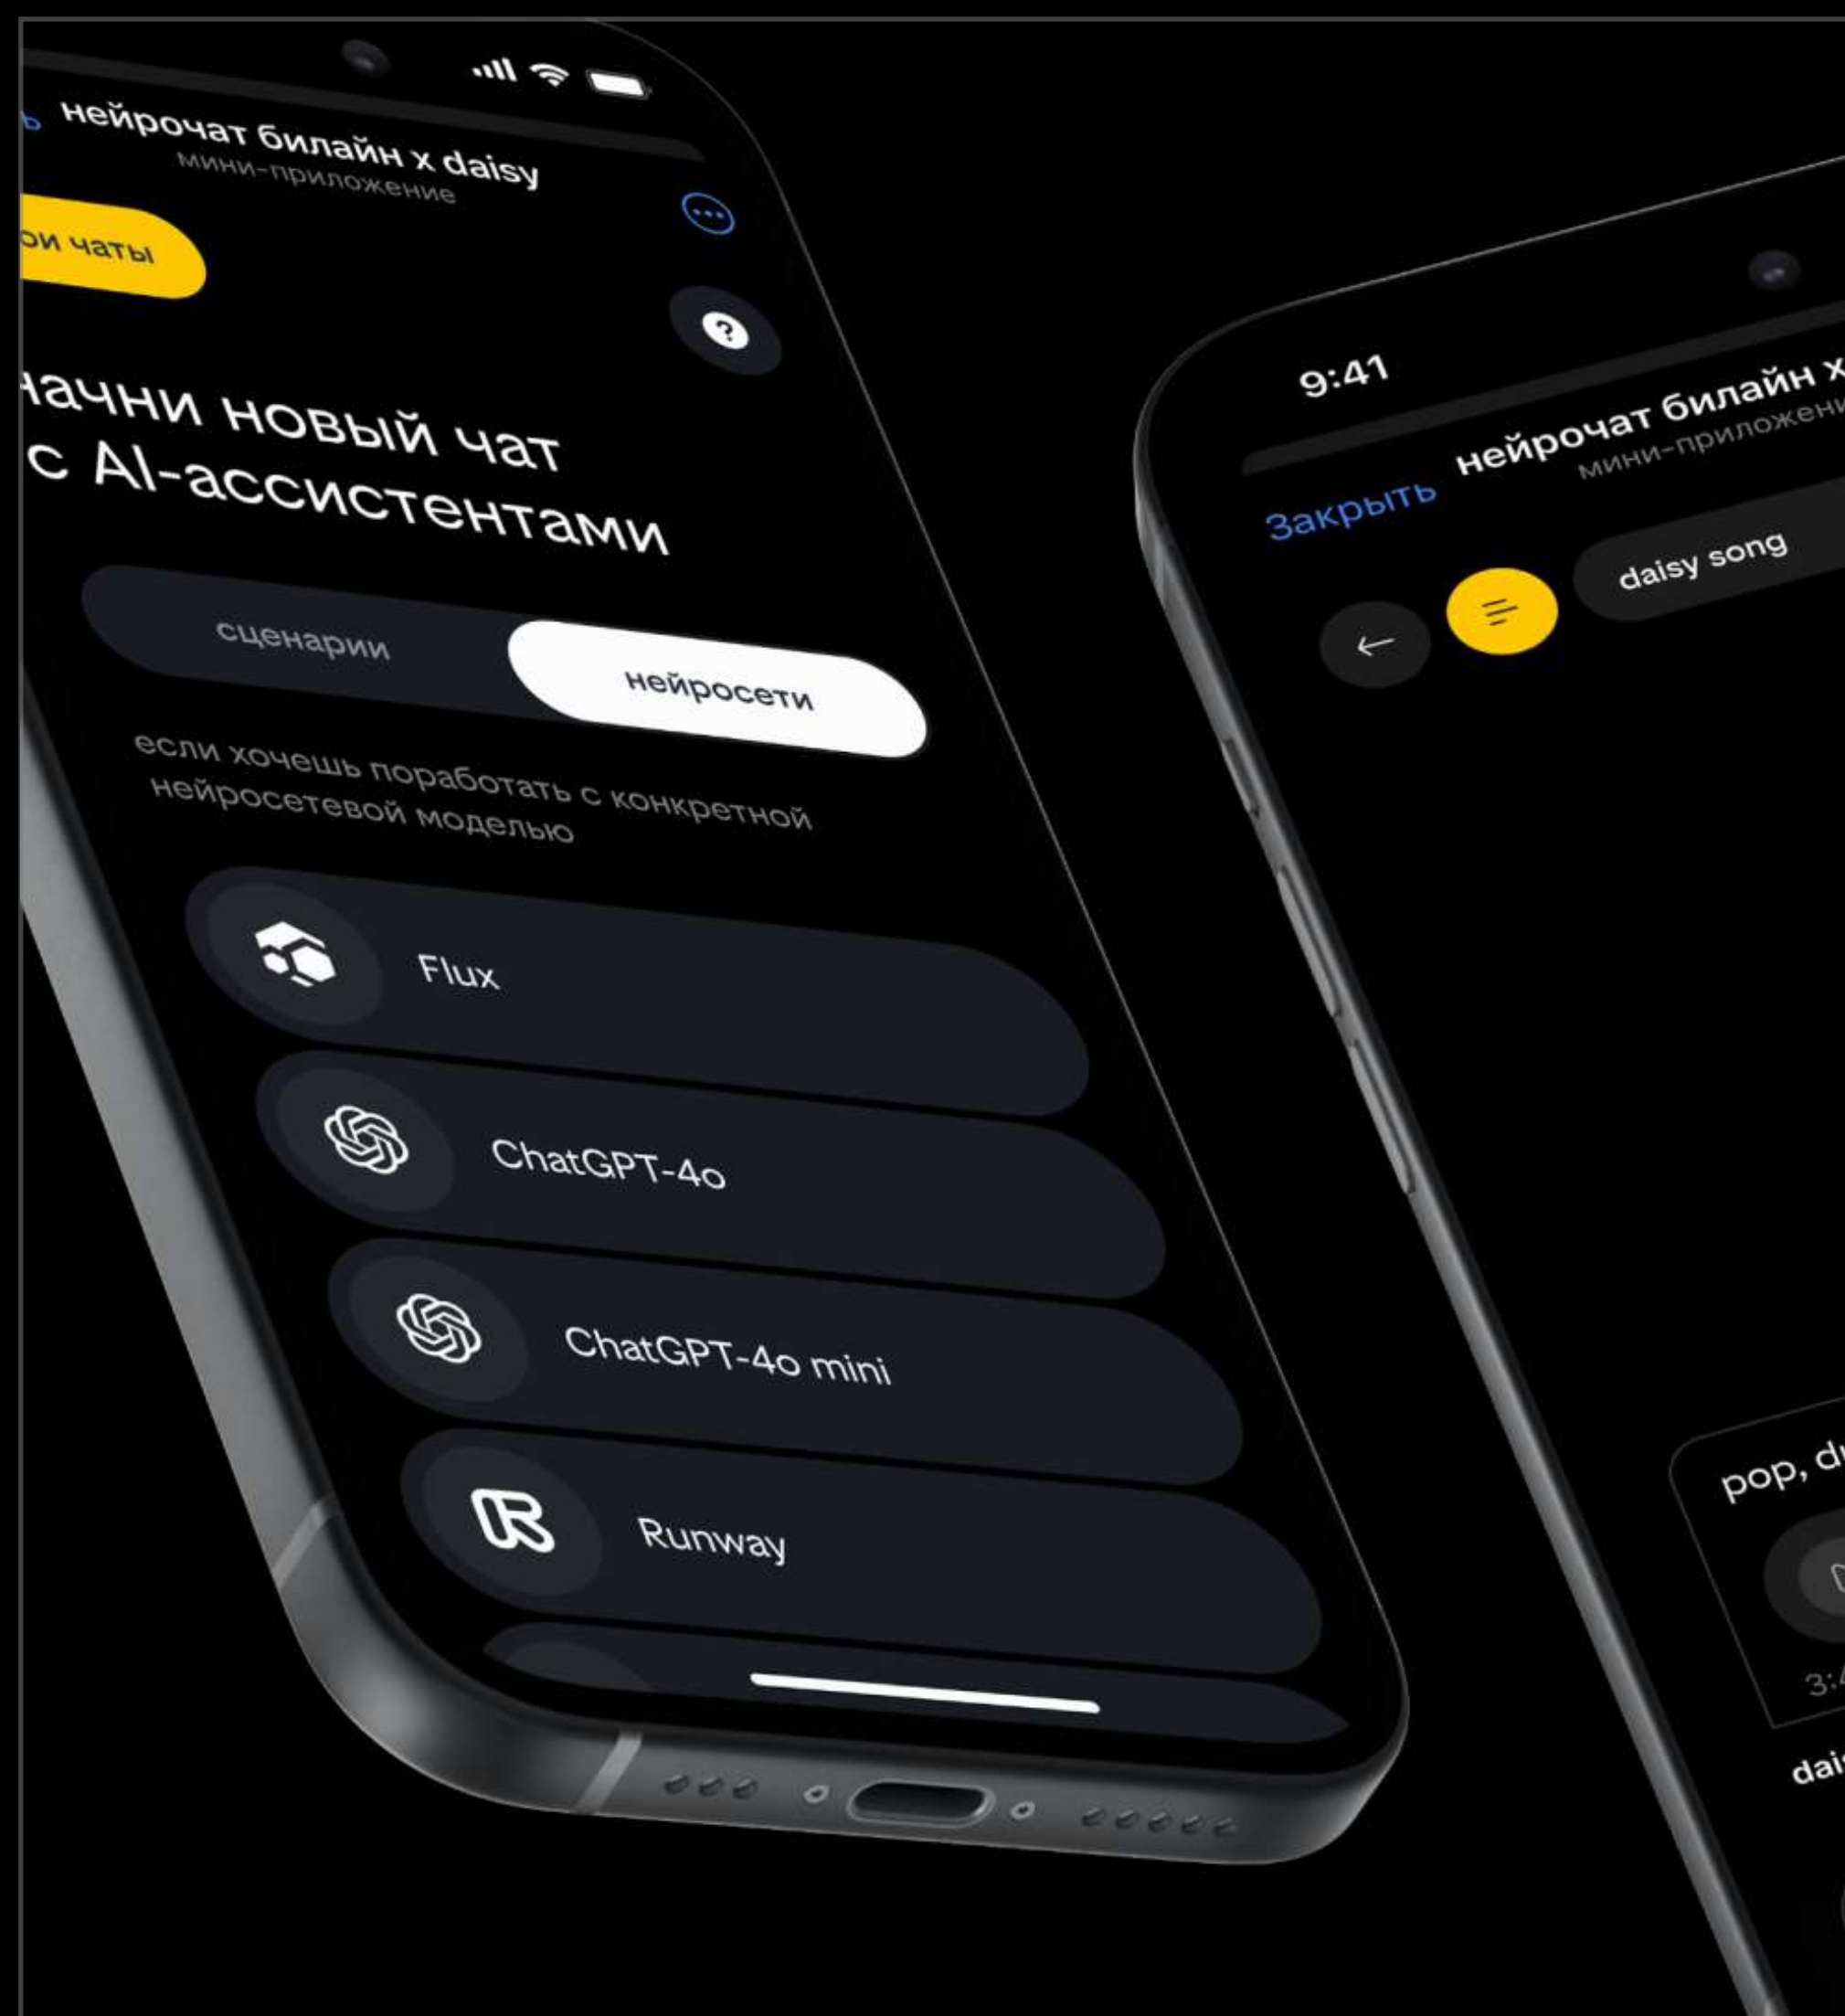 нейрочат билайн x daisy
мини-приложение
чаты
начни новый чат
с AI-ассистентами
сценарии
нейросети
если хочешь поработать с конкретной
нейросетевой моделью
Flux
ChatGPT-4o
ChatGPT-4o mini
Runway
9:41
Закрыть
нейрочат билайн x
daisy song
pop,